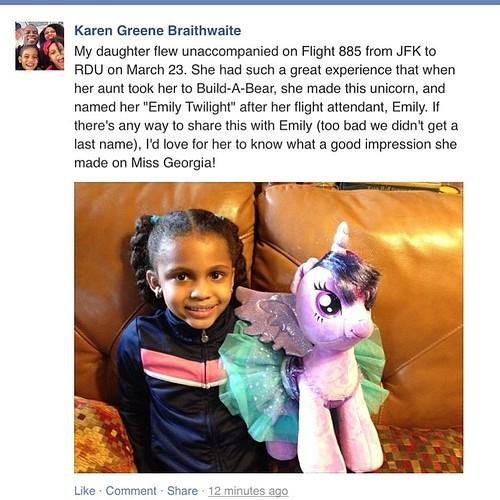 Karen Greene Braithwaite
My daughter flew unaccompanied on Flight 885 from JFK to
RDU on March 23. She had such a great experience that when
her aunt took her to Build-A-Bear, she made this unicorn, and
named her "Emily Twilight" after her flight attendant, Emily. If
there's any way to share this with Emily (too bad we didn't get a
last name), I'd love for her to know what a good impression she
made on Miss Georgia!
Like · Comment · Share · 12 minutes ago